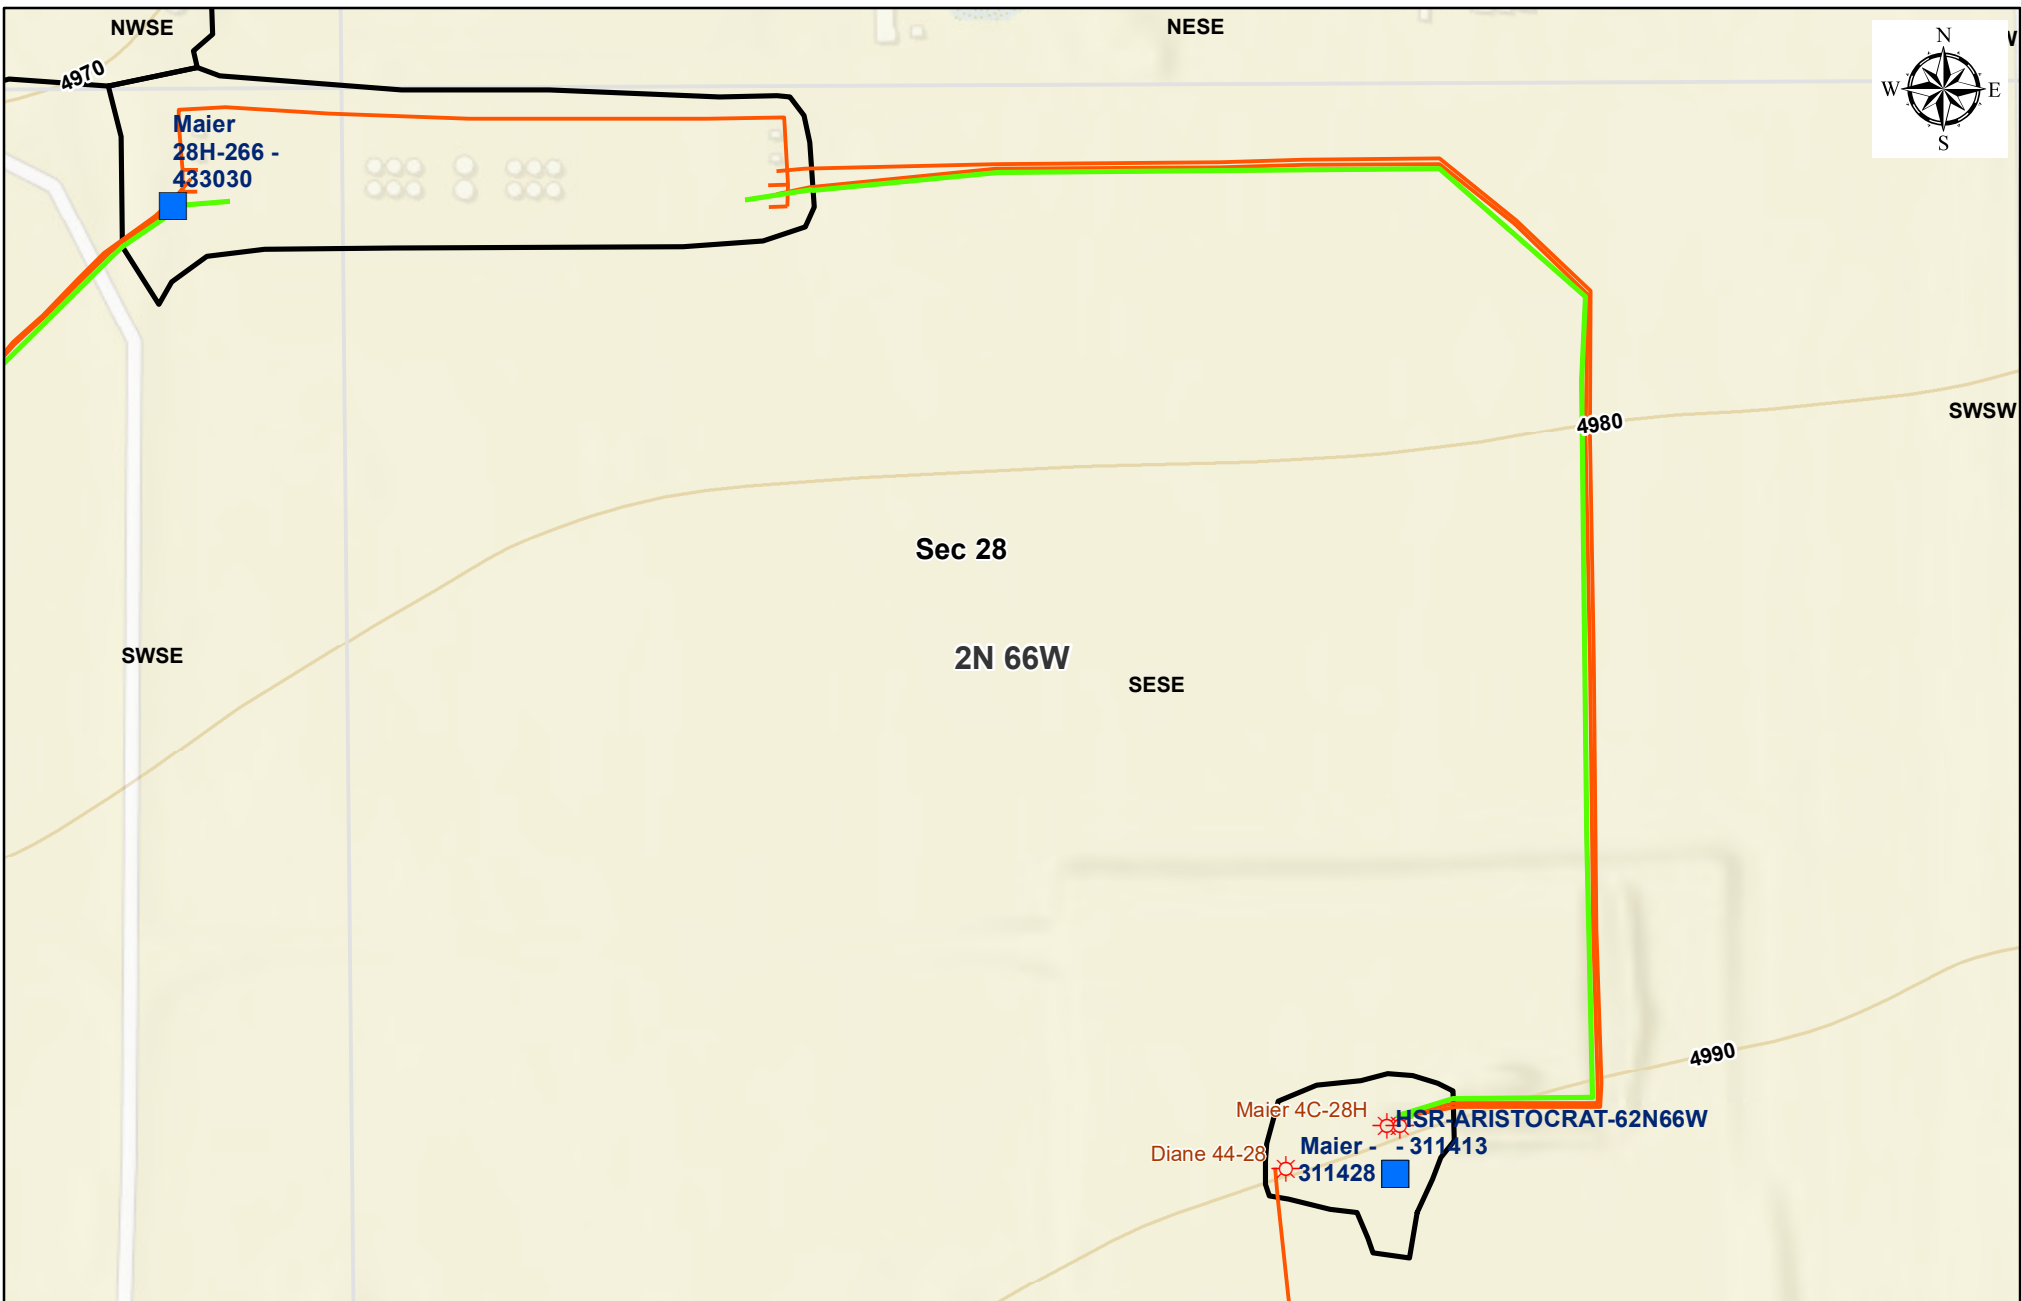 NWSE
NESE
N
W
E
S
4970
Maier
28H-266 -
433030
4980
SWSW
Sec 28
SWSE
2N 66W
SESE
4990
Maier 4C-28H
HSR-ARISTOCRAT-62N66W
- 311413
Diane 44-28
Maier -
311428